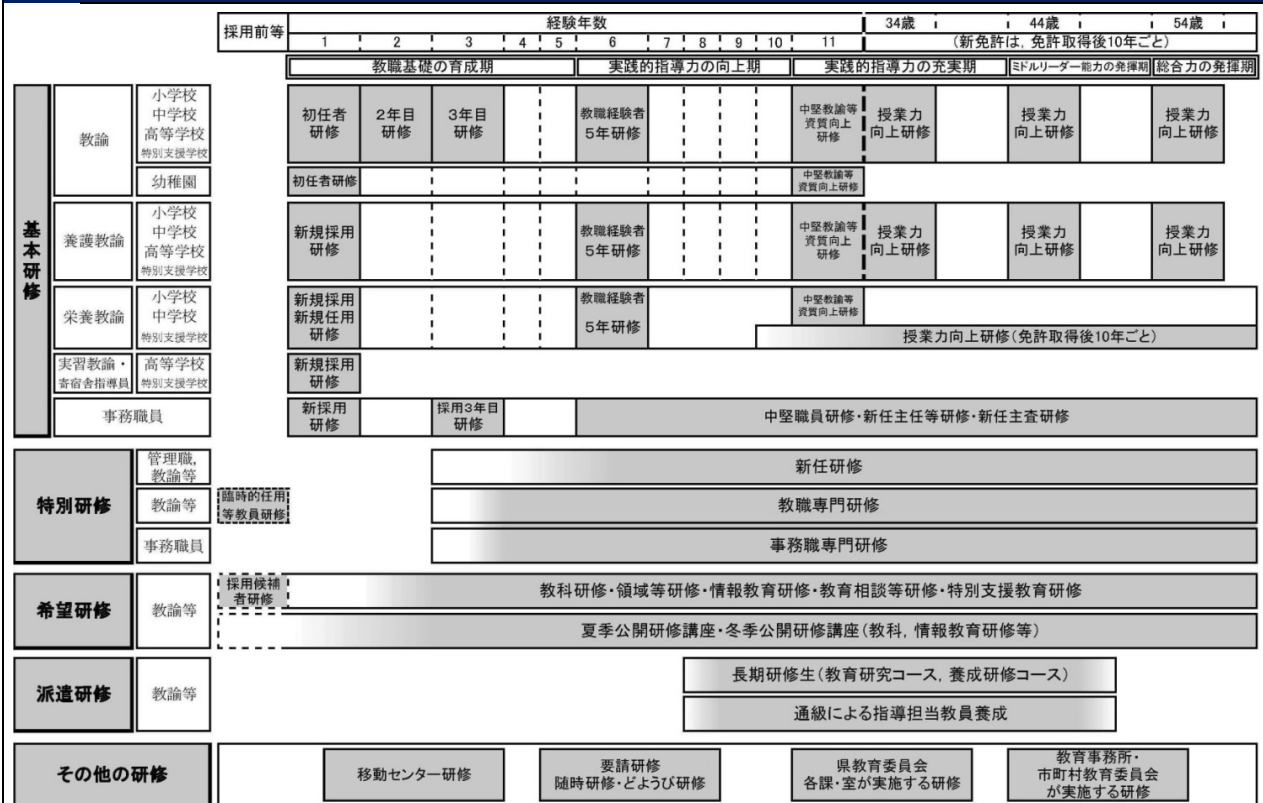 採用前等
経験年数
34歳
44歳
54歳
1 2 3 4 5 6 7 8 9 10 11
(新免許は,免許取得後10年ごと)
教職基礎の育成期
実践的指導力の向上期
実践的指導力の充実期
ミドルリーダー能力の発揮期
総合力の発揮期
基本研修
教諭
小学校
中学校
高等学校
特別支援学校
初任者
研修
2年目
研修
3年目
研修
教職経験者
5年研修
中堅教諭等
資質向上
研修
授業力
向上研修
授業力
向上研修
授業力
向上研修
幼稚園
初任者研修
中堅教諭等
資質向上研修
養護教諭
小学校
中学校
高等学校
特別支援学校
新規採用
研修
教職経験者
5年研修
中堅教諭等
資質向上
研修
授業力
向上研修
授業力
向上研修
授業力
向上研修
栄養教諭
小学校
中学校
特別支援学校
新規採用
新規任用
研修
教職経験者
5年研修
中堅教諭等
資質向上研修
授業力向上研修(免許取得後10年ごと)
実習教諭・
寄宿舎指導員
高等学校
特別支援学校
新規採用
研修
事務職員
新採用
研修
採用3年目
研修
中堅職員研修・新任主任等研修・新任主査研修
特別研修
管理職,
教諭等
新任研修
教諭等
臨時的任用
等教員研修
教職専門研修
事務職員
事務職専門研修
希望研修
教諭等
採用候補
者研修
教科研修・領域等研修・情報教育研修・教育相談等研修・特別支援教育研修
夏季公開研修講座・冬季公開研修講座(教科,情報教育研修等)
派遣研修
教諭等
長期研修生(教育研究コース,養成研修コース)
通級による指導担当教員養成
その他の研修
移動センター研修
要請研修
随時研修・どようび研修
県教育委員会
各課・室が実施する研修
教育事務所・
市町村教育委員会
が実施する研修